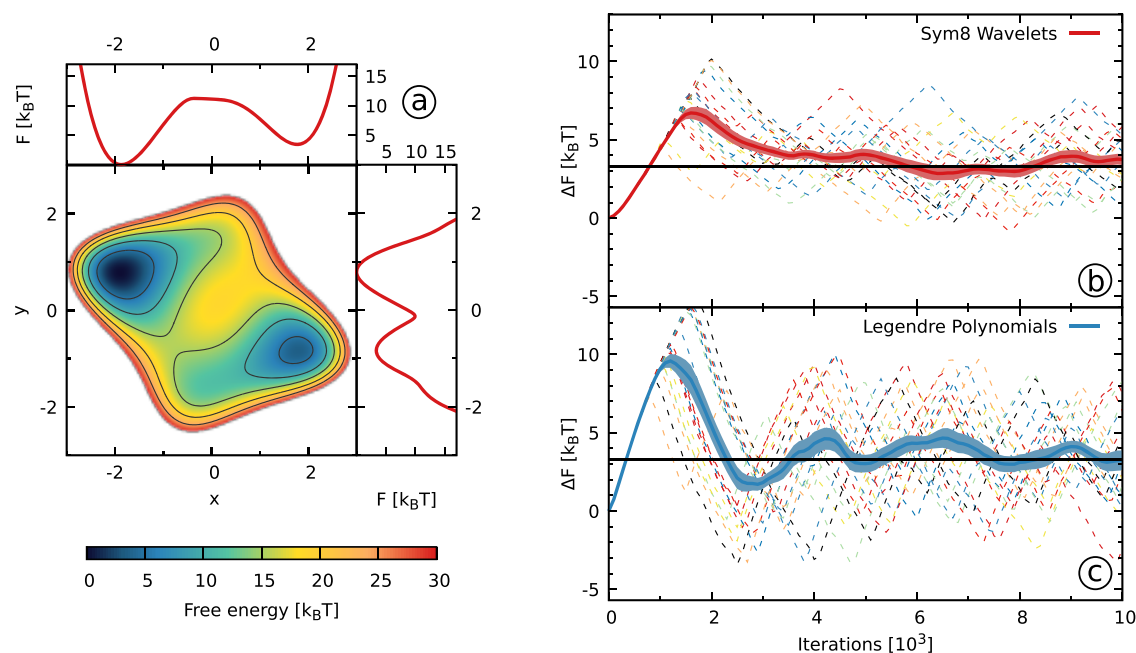 -2 0 2
F [kBT]
15
10
5
ⓐ
5 10 15
2
0
-2
y
2
0
-2
-2 0 2
x
F [kBT]
0 5 10 15 20 25 30
Free energy [kBT]
Sym8 Wavelets
10
5
0
-5
ΔF [kBT]
ⓑ
Legendre Polynomials
10
5
0
-5
ΔF [kBT]
ⓒ
0 2 4 6 8 10
Iterations [10³]